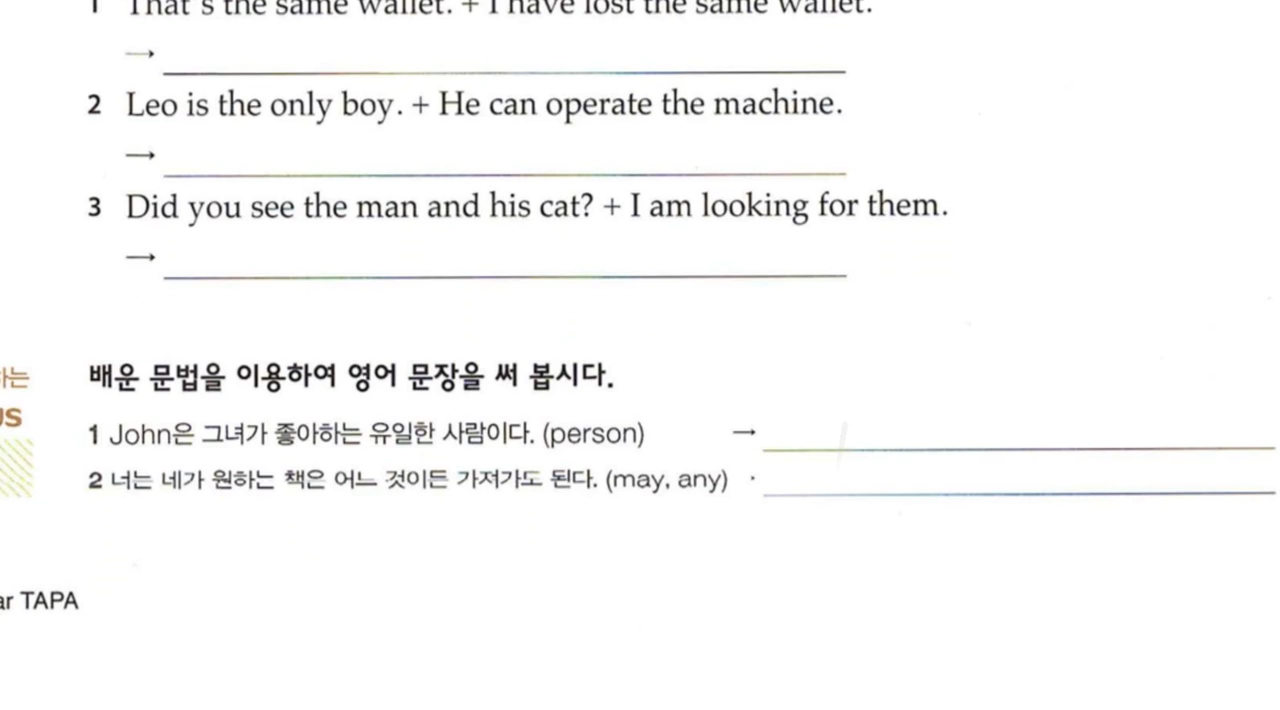 1 That's the same wallet. + I have lost the same wallet.
→
2 Leo is the only boy. + He can operate the machine.
→
3 Did you see the man and his cat? + I am looking for them.
→
배운 문법을 이용하여 영어 문장을 써 봅시다.
1 John은 그녀가 좋아하는 유일한 사람이다. (person) →
2 너는 네가 원하는 책은 어느 것이든 가져가도 된다. (may, any)
TAPA